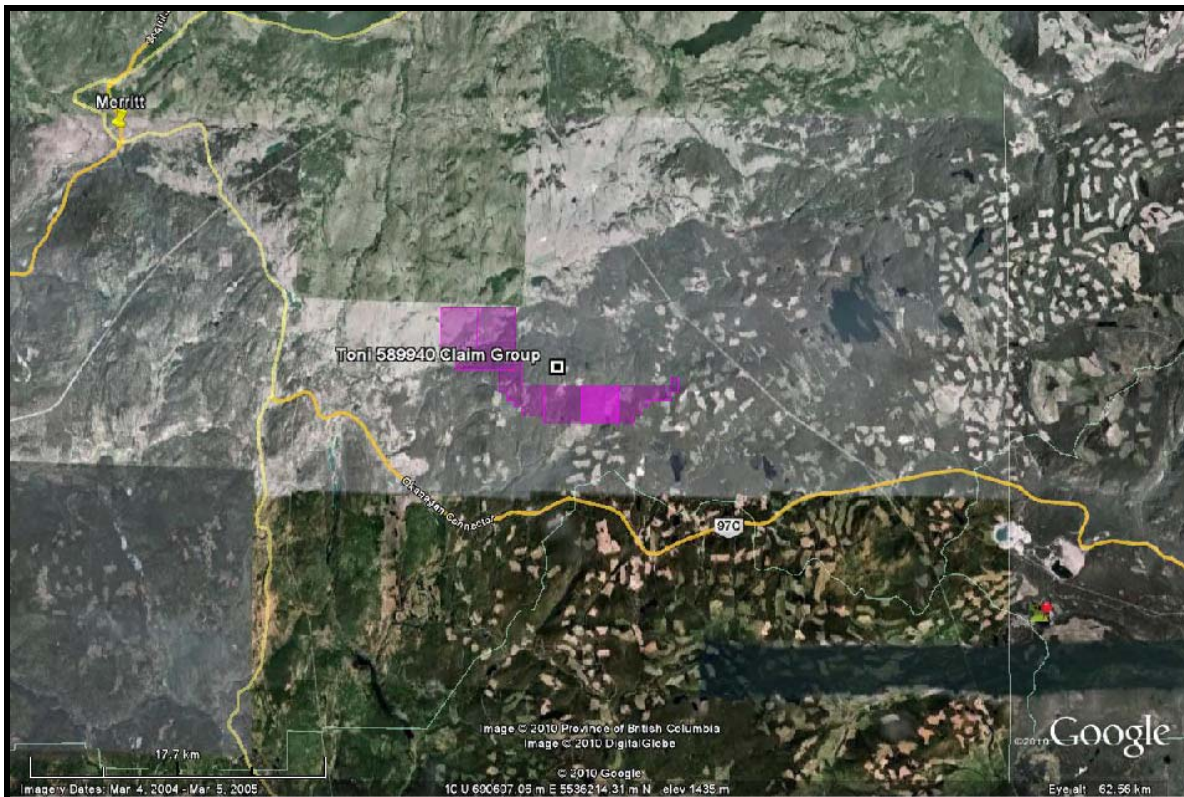 Coquih
Merritt
Toni 589940 Claim Group
Okanagan Connector
97C
Image © 2010 Province of British Columbia
Image © 2010 DigitalGlobe
©2010 Google
17.7 km
© 2010 Google
Imagery Dates: Mar 4, 2004 - Mar 5, 2005
10 U 690697.05 m E 5536214.31 m N elev 1435 m
Eye alt 62.56 km